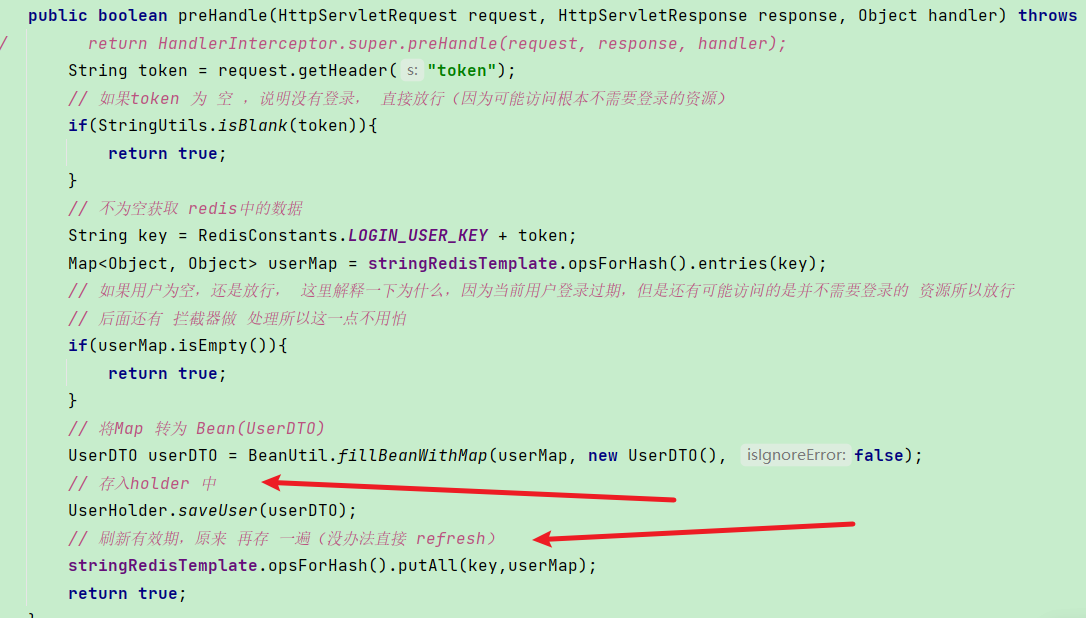 public boolean preHandle(HttpServletRequest request, HttpServletResponse response, Object handler) throws
/ return HandlerInterceptor.super.preHandle(request, response, handler);
String token = request.getHeader( s: "token");
// 如果token 为 空 ，说明没有登录， 直接放行（因为可能访问根本不需要登录的资源）
if(StringUtils.isBlank(token)){
return true;
}
// 不为空获取 redis中的数据
String key = RedisConstants.LOGIN_USER_KEY + token;
Map<Object, Object> userMap = stringRedisTemplate.opsForHash().entries(key);
// 如果用户为空，还是放行， 这里解释一下为什么，因为当前用户登录过期，但是还有可能访问的是并不需要登录的 资源所以放行
// 后面还有 拦截器做 处理所以这一点不用怕
if(userMap.isEmpty()){
return true;
}
// 将Map 转为 Bean(UserDTO)
UserDTO userDTO = BeanUtil.fillBeanWithMap(userMap, new UserDTO(), isIgnoreError: false);
// 存入holder 中
UserHolder.saveUser(userDTO);
// 刷新有效期，原来 再存 一遍（没办法直接 refresh）
stringRedisTemplate.opsForHash().putAll(key,userMap);
return true;
}